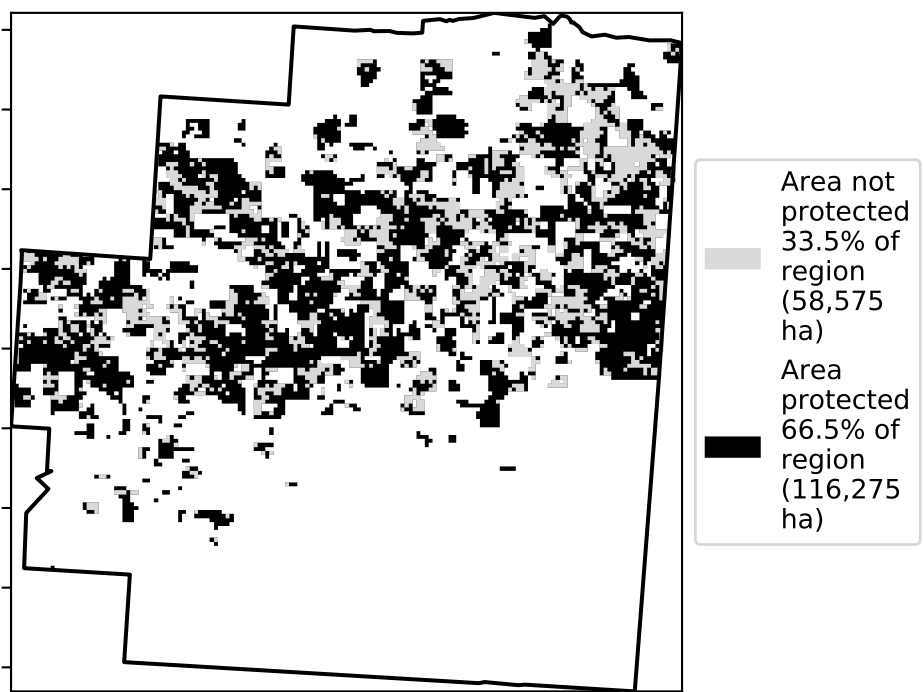 Area not
protected
33.5% of
region
(58,575
ha)
Area
protected
66.5% of
region
(116,275
ha)